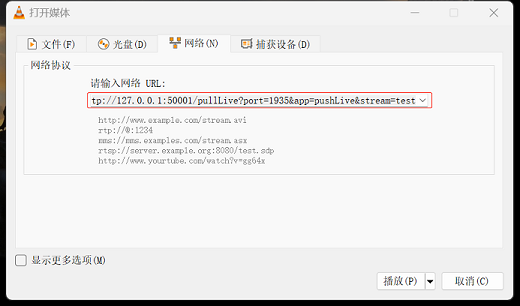 打开媒体
文件(F) 光盘(D) 网络(N) 捕获设备(D)
网络协议
请输入网络 URL:
tp://127.0.0.1:50001/pullLive?port=1935&app=pushLive&stream=test
http://www.example.com/stream.avi
rtp://@:1234
mms://mms.examples.com/stream.asx
rtsp://server.example.org:8080/test.sdp
http://www.yourtube.com/watch?v=gg64x
显示更多选项(M)
播放(P) 取消(C)